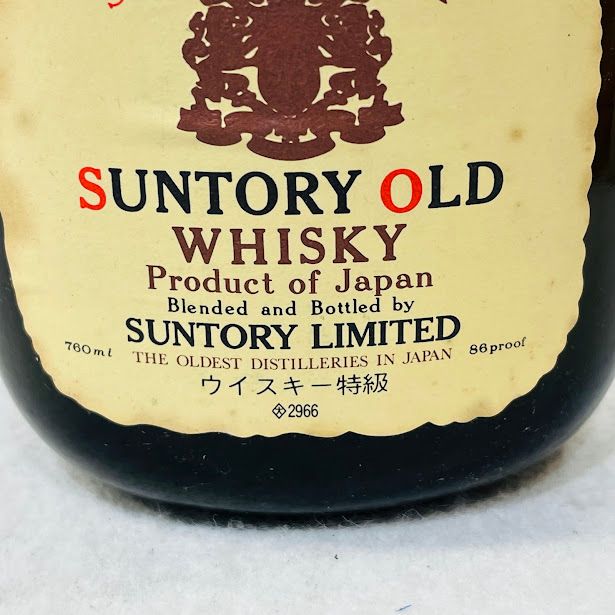 SUNTORY OLD
WHISKY
Product of Japan
Blended and Bottled by
SUNTORY LIMITED
760ml THE OLDEST DISTILLERIES IN JAPAN 86proof
ウイスキー特級
2966